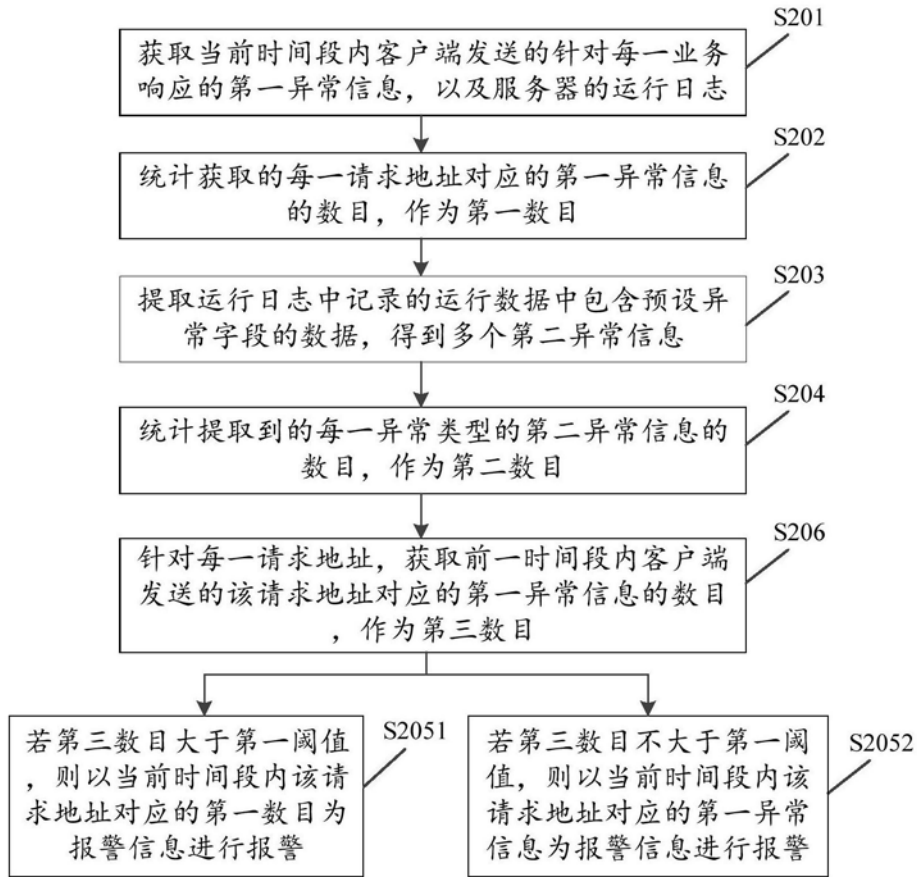 S201
获取当前时间段内客户端发送的针对每一业务
响应的第一异常信息，以及服务器的运行日志
S202
统计获取的每一请求地址对应的第一异常信息
的数目，作为第一数目
S203
提取运行日志中记录的运行数据中包含预设异
常字段的数据，得到多个第二异常信息
S204
统计提取到的每一异常类型的第二异常信息的
数目，作为第二数目
S206
针对每一请求地址，获取前一时间段内客户端
发送的该请求地址对应的第一异常信息的数目
，作为第三数目
S2051
若第三数目大于第一阈值
，则以当前时间段内该请
求地址对应的第一数目为
报警信息进行报警
S2052
若第三数目不大于第一阈
值，则以当前时间段内该
请求地址对应的第一异常
信息为报警信息进行报警